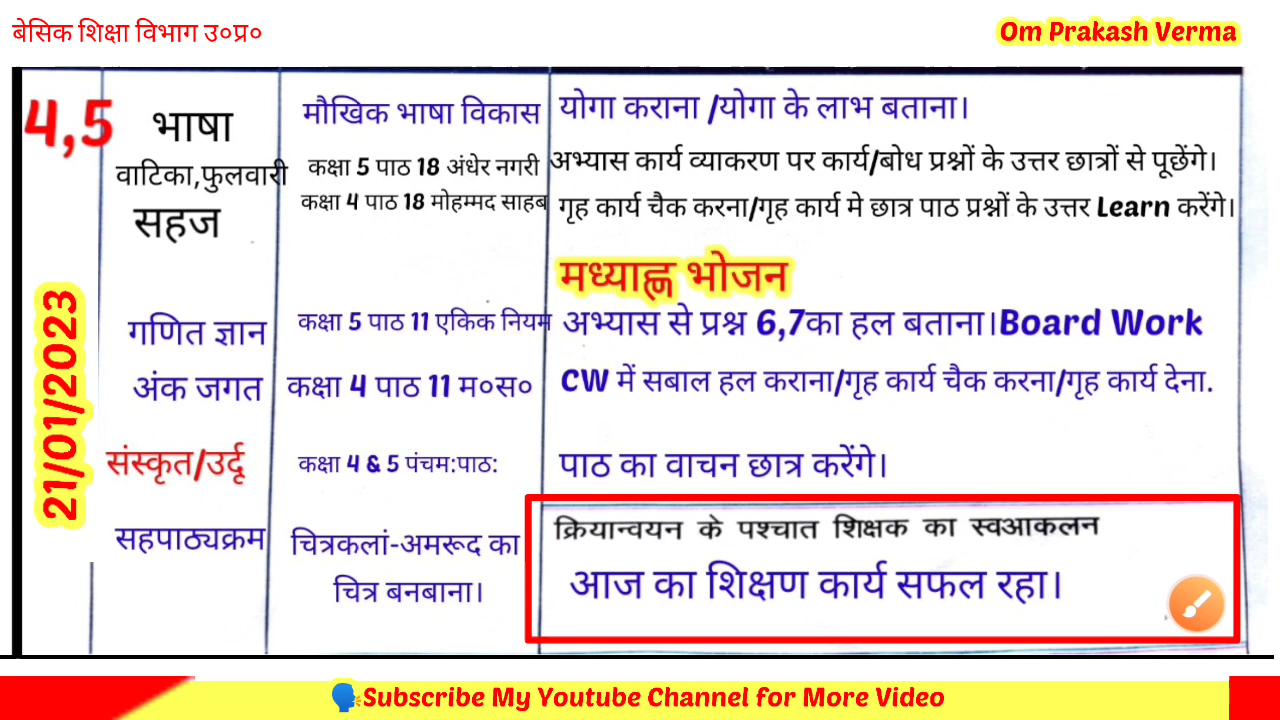 बेसिक शिक्षा विभाग उ०प्र०
Om Prakash Verma
4,5
21/01/2023
भाषा
वाटिका,फुलवारी
सहज
मौखिक भाषा विकास
कक्षा 5 पाठ 18 अंधेर नगरी
कक्षा 4 पाठ 18 मोहम्मद साहब
योगा कराना /योगा के लाभ बताना।
अभ्यास कार्य व्याकरण पर कार्य/बोध प्रश्नों के उत्तर छात्रों से पूछेंगे।
गृह कार्य चैक करना/गृह कार्य मे छात्र पाठ प्रश्नों के उत्तर Learn करेंगे।
मध्याह्न भोजन
गणित ज्ञान
कक्षा 5 पाठ 11 एकिक नियम
अभ्यास से प्रश्न 6,7का हल बताना।Board Work
अंक जगत
कक्षा 4 पाठ 11 म०स०
CW में सबाल हल कराना/गृह कार्य चैक करना/गृह कार्य देना.
संस्कृत/उर्दू
कक्षा 4 & 5 पंचम:पाठ:
पाठ का वाचन छात्र करेंगे।
सहपाठ्यक्रम
चित्रकलां-अमरूद का
चित्र बनबाना।
क्रियान्वयन के पश्चात शिक्षक का स्वआकलन
आज का शिक्षण कार्य सफल रहा।
Subscribe My Youtube Channel for More Video